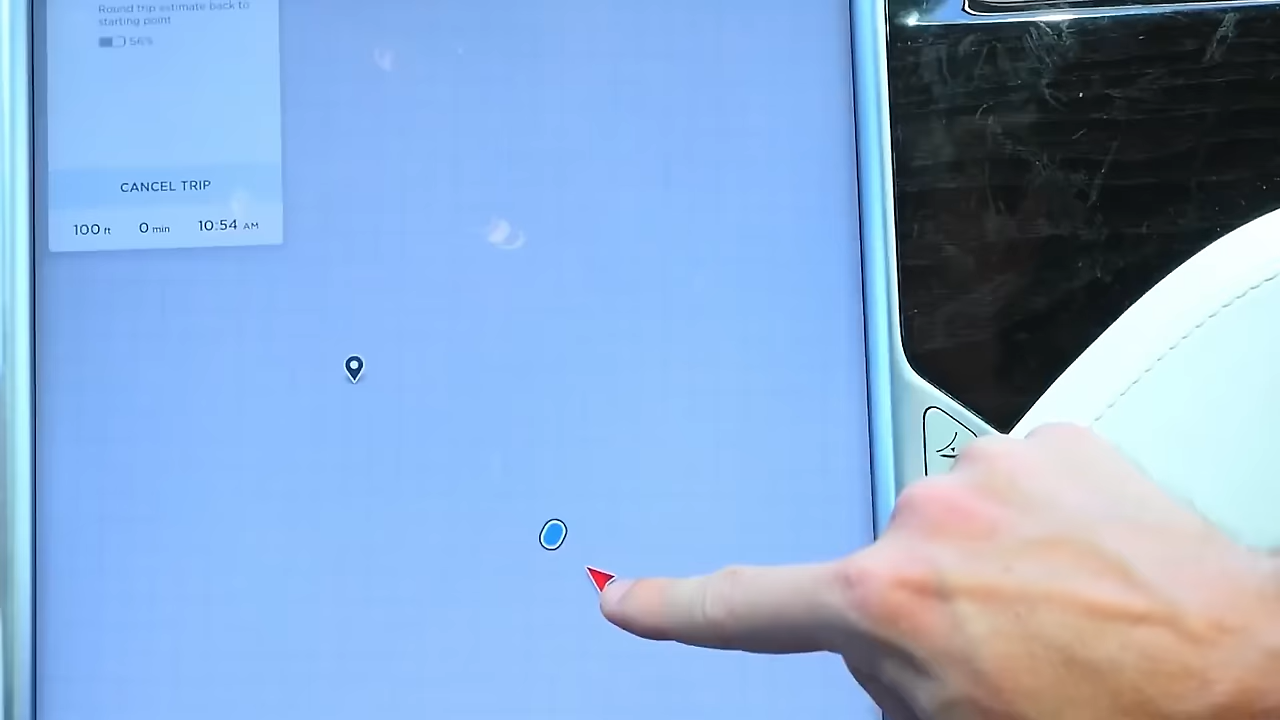 Round trip estimate back to
starting point
56%
CANCEL TRIP
100 ft 0 min 10:54 AM